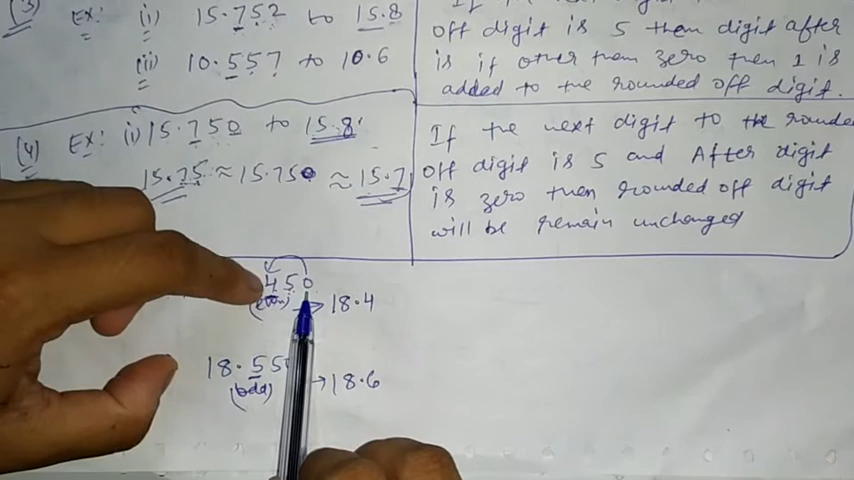 (3) Ex: (i) 15.752 to 15.8
(ii) 10.557 to 10.6
off digit is 5 then digit after
is if other then zero then 1 is
added to the rounded off digit.
(4) Ex: (i) 15.750 to 15.8
15.75 ≈ 15.750 ≈ 15.7
If the next digit to the rounded
off digit is 5 and After digit
is zero then rounded off digit
will be remain unchanged
450
→ 18.4
18.55
(odd) → 18.6